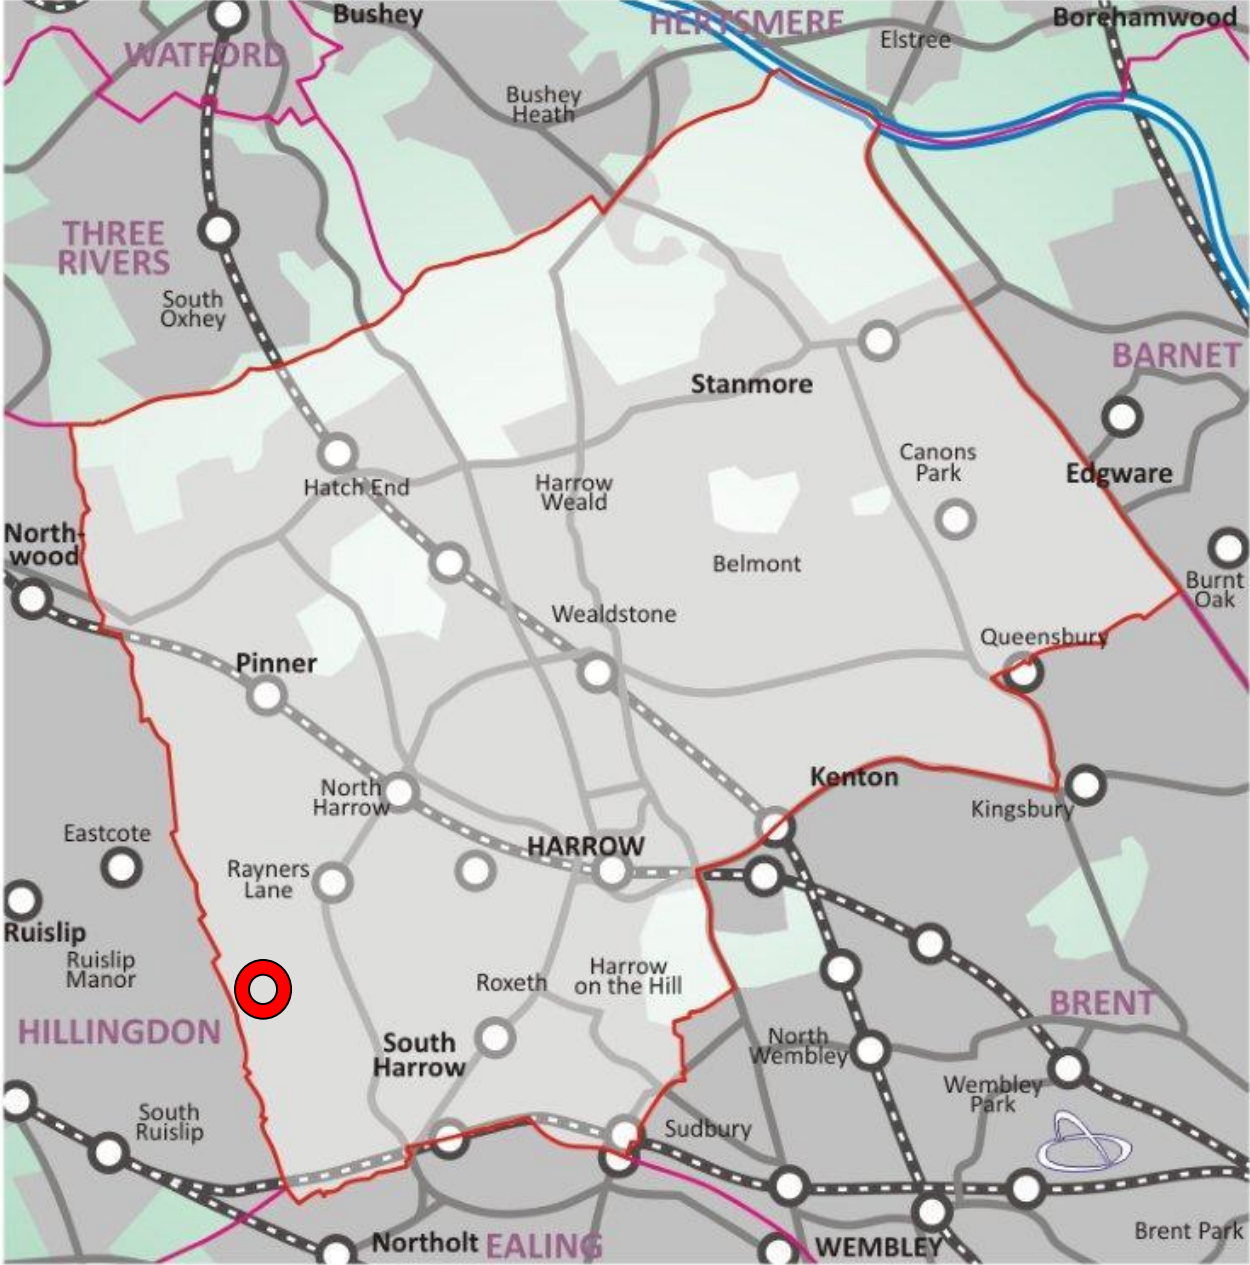 Bushey
HERTSMERE
Borehamwood
WATFORD
Elstree
Bushey
Heath
THREE
RIVERS
South
Oxhey
BARNET
Stanmore
Canons
Park
Edgware
Hatch End
Harrow
Weald
North-
wood
Belmont
Burnt
Oak
Wealdstone
Queensbury
Pinner
Kenton
North
Harrow
Kingsbury
Eastcote
HARROW
Rayners
Lane
Ruislip
Ruislip
Manor
Roxeth
Harrow
on the Hill
BRENT
HILLINGDON
South
Harrow
North
Wembley
Wembley
Park
South
Ruislip
Sudbury
Northolt
EALING
WEMBLEY
Brent Park